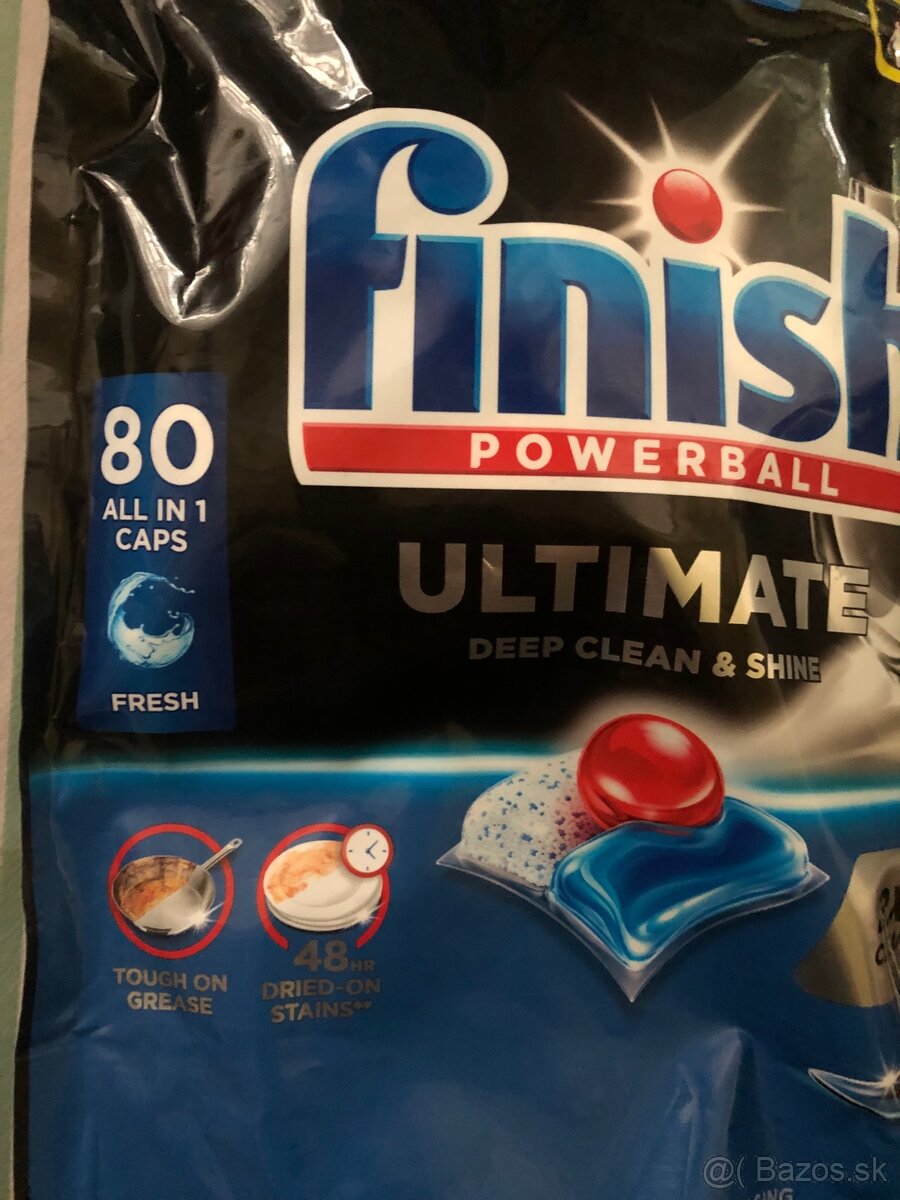 finish
POWERBALL
80
ALL IN 1
CAPS
FRESH
ULTIMATE
DEEP CLEAN & SHINE
TOUGH ON
GREASE
48HR
DRIED-ON
STAINS**
@( Bazos.sk